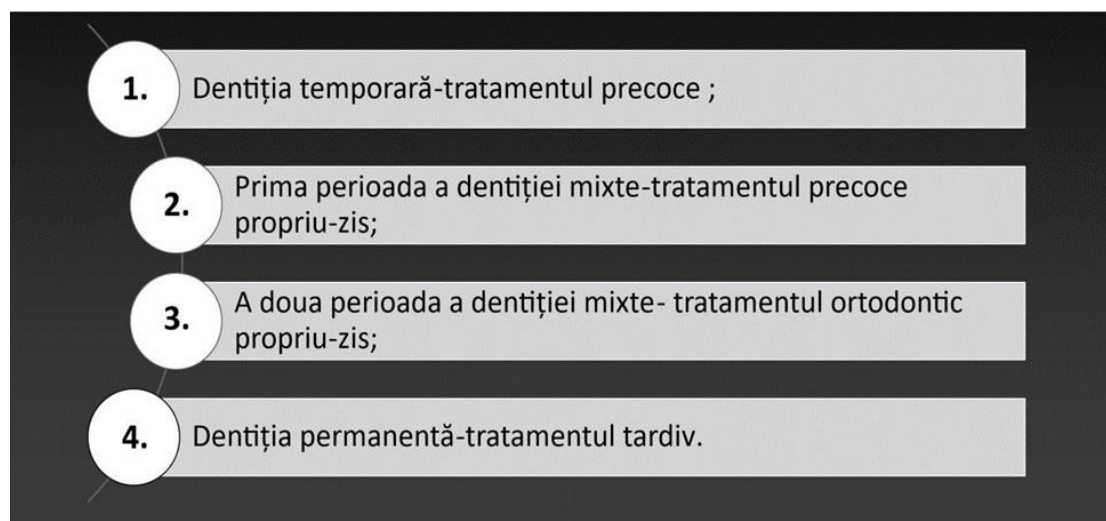 1. Dentiția temporară-tratamentul precoce ;
2. Prima perioada a dentiției mixte-tratamentul precoce
propriu-zis;
3. A doua perioada a dentiției mixte- tratamentul ortodontic
propriu-zis;
4. Dentiția permanentă-tratamentul tardiv.